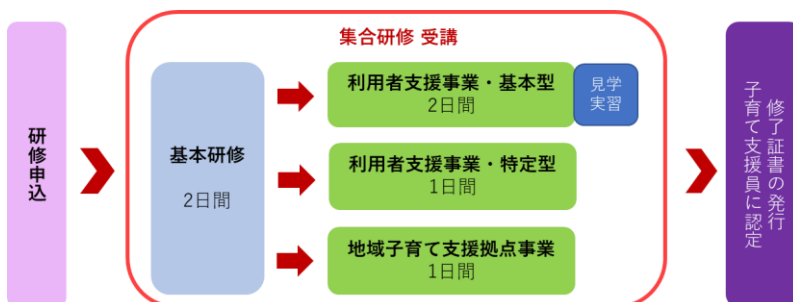 集合研修 受講
研修申込
基本研修
2日間
利用者支援事業・基本型
2日間
見学
実習
利用者支援事業・特定型
1日間
地域子育て支援拠点事業
1日間
修了証書の発行
子育て支援員に認定